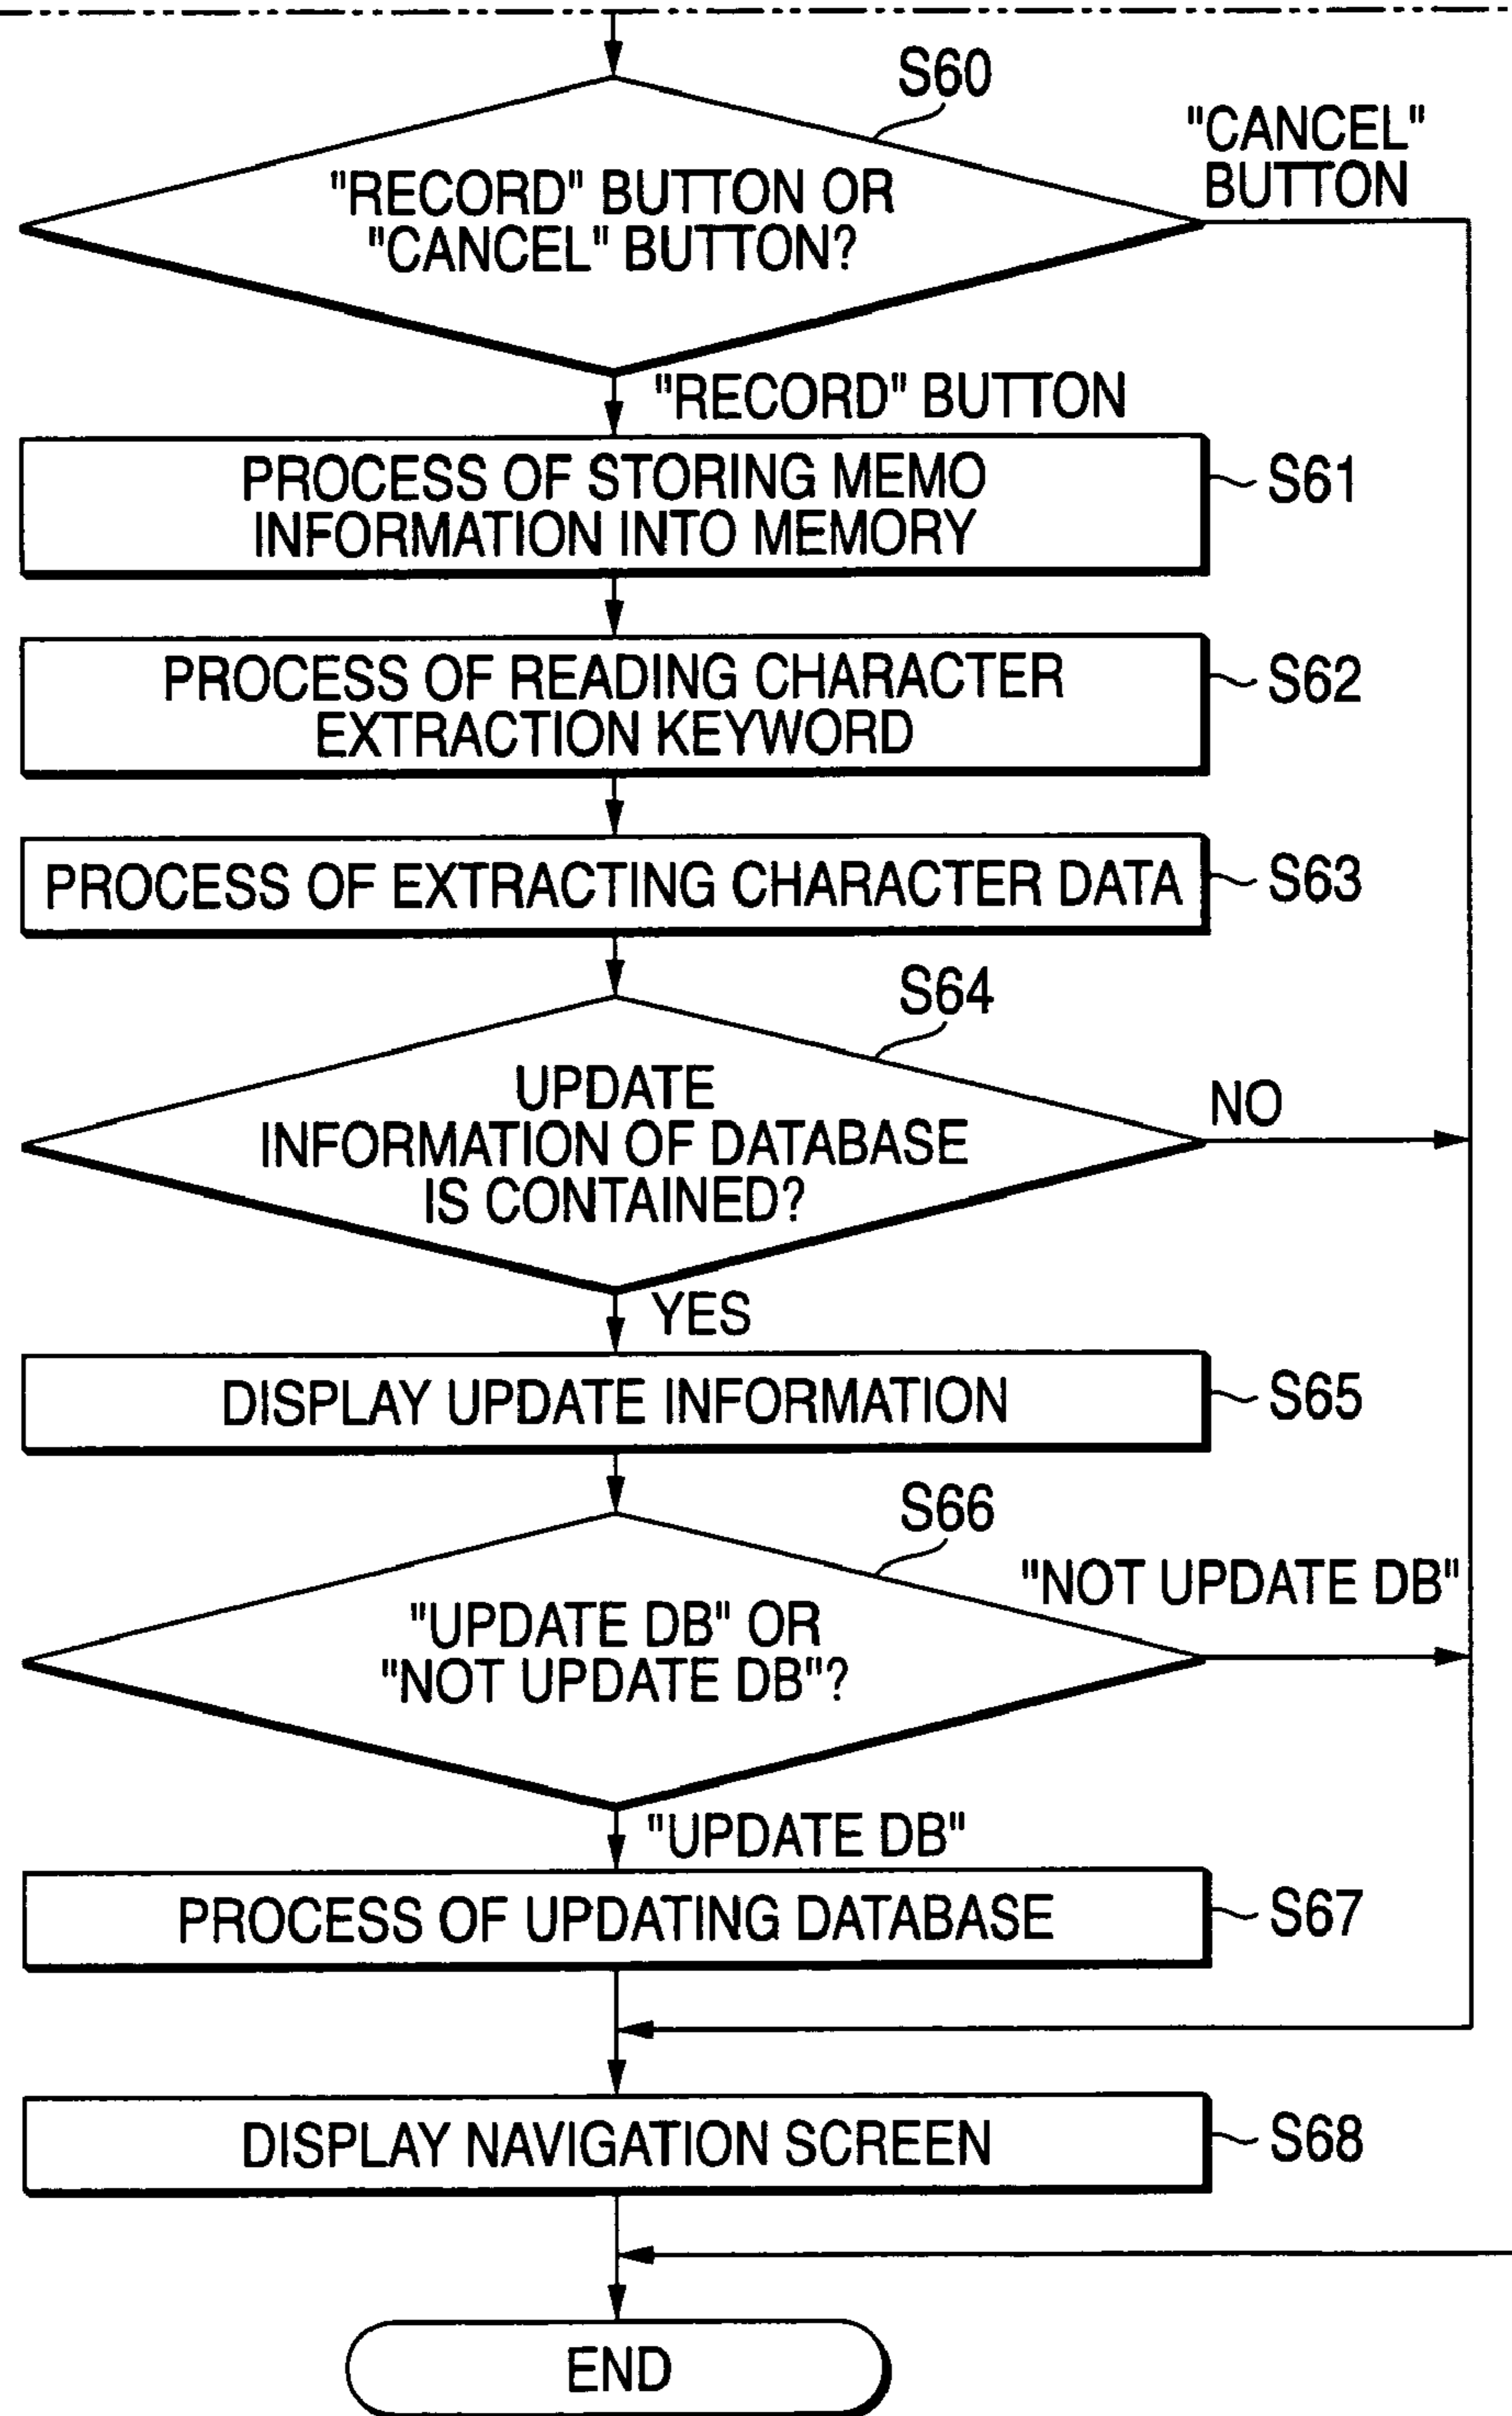 S60
"CANCEL"
BUTTON
"RECORD" BUTTON OR
"CANCEL" BUTTON?
"RECORD" BUTTON
PROCESS OF STORING MEMO
INFORMATION INTO MEMORY
S61
PROCESS OF READING CHARACTER
EXTRACTION KEYWORD
S62
PROCESS OF EXTRACTING CHARACTER DATA
S63
S64
UPDATE
INFORMATION OF DATABASE
IS CONTAINED?
NO
YES
DISPLAY UPDATE INFORMATION
S65
S66
"NOT UPDATE DB"
"UPDATE DB" OR
"NOT UPDATE DB"?
"UPDATE DB"
PROCESS OF UPDATING DATABASE
S67
DISPLAY NAVIGATION SCREEN
S68
END